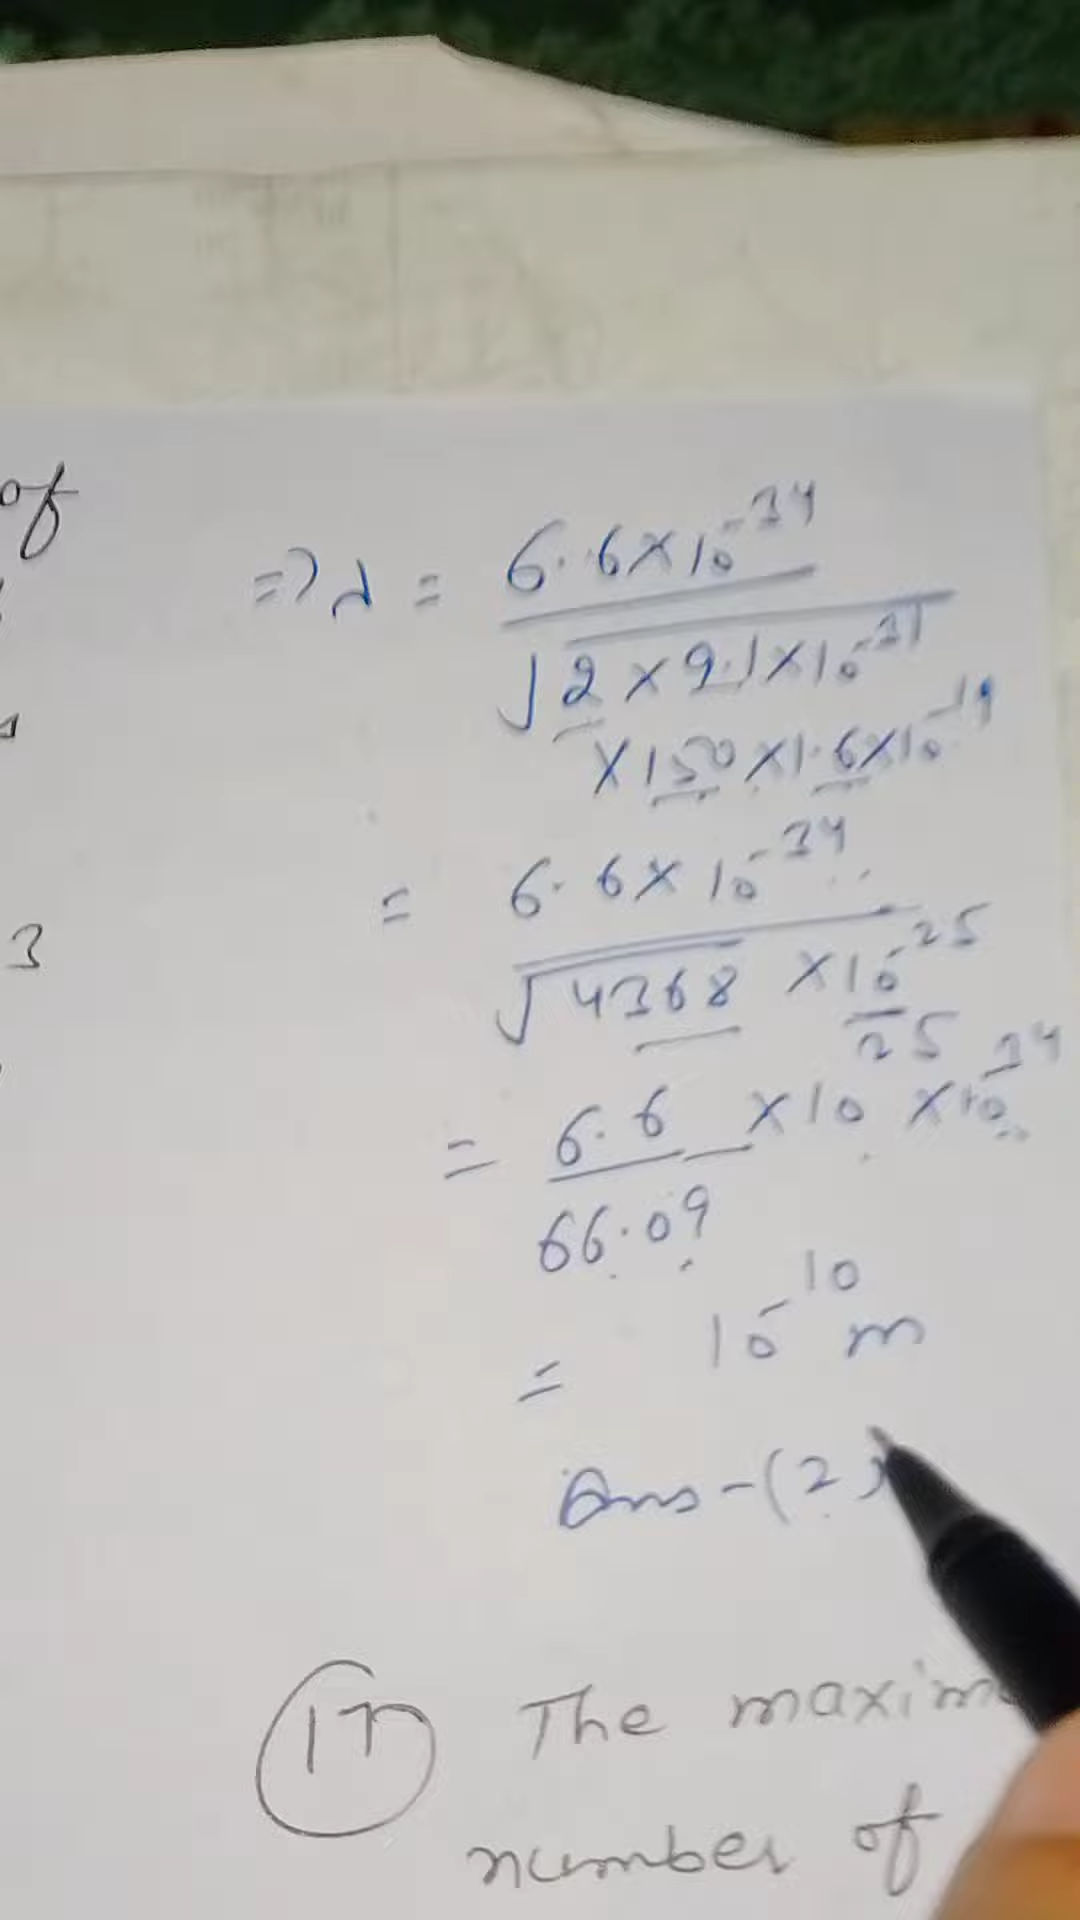 of
⇒ λ = 6.6×10^-34 / √(2×9.1×10^-31
×150×1.6×10^-19)
3
= 6.6×10^-34 / √4368 ×10^-25
= 6.6/66.09 ×10^25 ×10^-34
= 10^-10 m
Ans-(2)
17 The maxim
number of